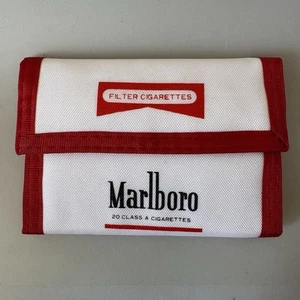 FILTER CIGARETTES
Marlboro
20 CLASS A CIGARETTES